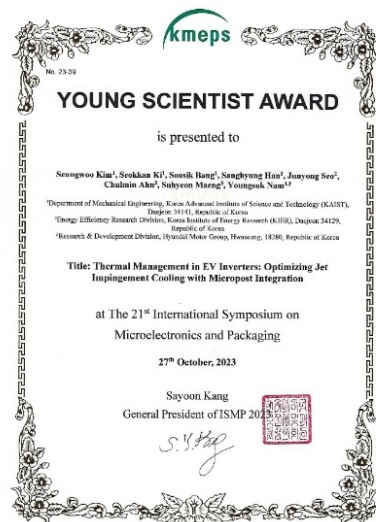 kmeps
No. 23-39
YOUNG SCIENTIST AWARD
is presented to
Seungwoo Kim¹, Seokkan Ki¹, Soosik Bang¹, Sanghyung Han¹, Junyong Seo²,
Chulmin Ahn³, Suhyeon Maeng³, Youngsuk Nam¹,*
¹Department of Mechanical Engineering, Korea Advanced Institute of Science and Technology (KAIST),
Daejeon 34141, Republic of Korea
²Energy Efficiency Research Division, Korea Institute of Energy Research (KIER), Daejeon 34129,
Republic of Korea
³Research & Development Division, Hyundai Motor Group, Hwaseong, 18280, Republic of Korea
Title: Thermal Management in EV Inverters: Optimizing Jet
Impingement Cooling with Micropost Integration
at The 21st International Symposium on
Microelectronics and Packaging
27th October, 2023
Sayoon Kang
General President of ISMP 2023
S.Y. Kang